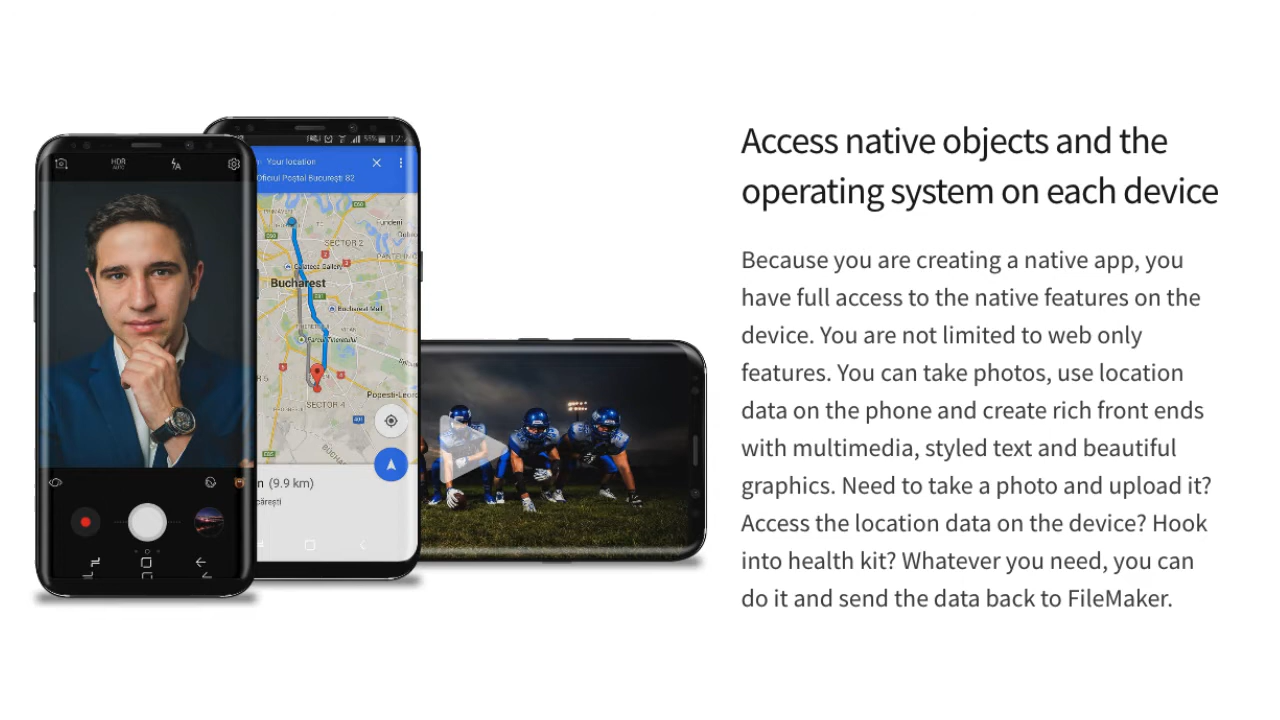 Access native objects and the
operating system on each device
Because you are creating a native app, you
have full access to the native features on the
device. You are not limited to web only
features. You can take photos, use location
data on the phone and create rich front ends
with multimedia, styled text and beautiful
graphics. Need to take a photo and upload it?
Access the location data on the device? Hook
into health kit? Whatever you need, you can
do it and send the data back to FileMaker.
HDR
AUTO
Your location
Oficiul Poștal București 82
Fundeni
SECTOR 2
Bucharest
Bucharest Mall
SECTOR 4
(9.9 km)